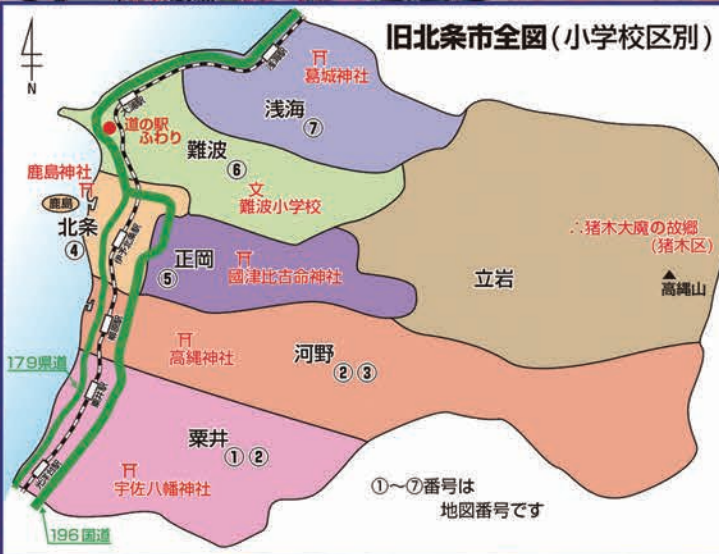 旧北条市全図(小学校区別)
N
葛城神社
浅海
⑦
道の駅
ふわり
難波
⑥
文
難波小学校
鹿島神社
鹿島
北条
④
正岡
⑤
國津比古命神社
立岩
∴猪木大魔の故郷
(猪木区)
高縄山
高縄神社
河野
②③
179県道
粟井
①②
宇佐八幡神社
196国道
①~⑦番号は
地図番号です